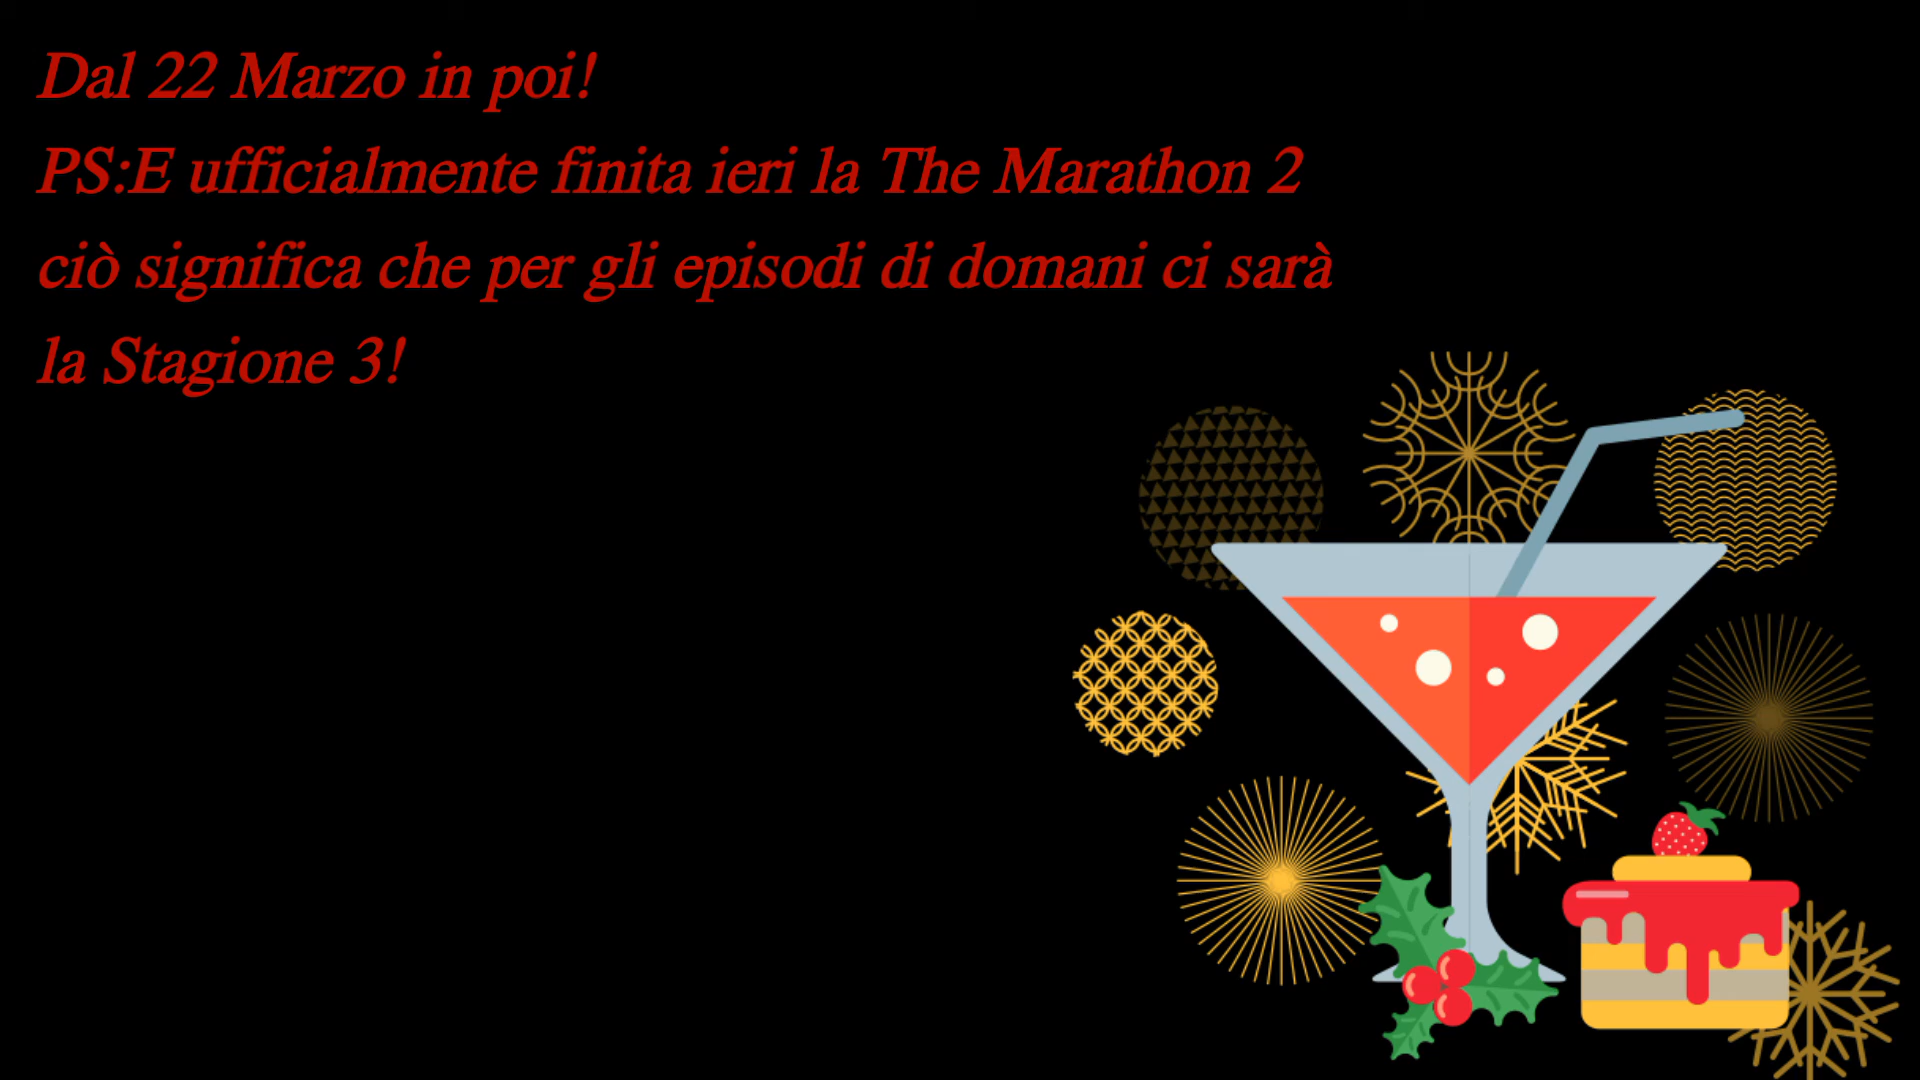 Dal 22 Marzo in poi!
PS:E ufficialmente finita ieri la The Marathon 2
ciò significa che per gli episodi di domani ci sarà
la Stagione 3!